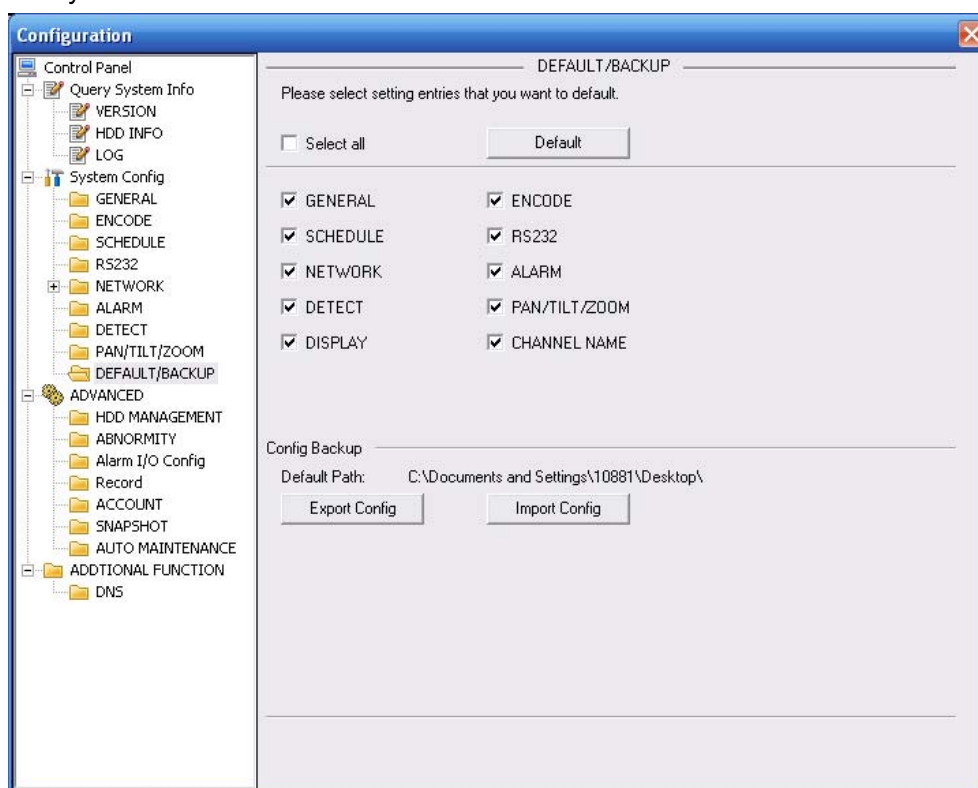 Configuration
Control Panel
Query System Info
VERSION
HDD INFO
LOG
System Config
GENERAL
ENCODE
SCHEDULE
RS232
NETWORK
ALARM
DETECT
PAN/TILT/ZOOM
DEFAULT/BACKUP
ADVANCED
HDD MANAGEMENT
ABNORMITY
Alarm I/O Config
Record
ACCOUNT
SNAPSHOT
AUTO MAINTENANCE
ADDTIONAL FUNCTION
DNS
DEFAULT/BACKUP
Please select setting entries that you want to default.
Select all Default
GENERAL ENCODE
SCHEDULE RS232
NETWORK ALARM
DETECT PAN/TILT/ZOOM
DISPLAY CHANNEL NAME
Config Backup
Default Path: C:\Documents and Settings\10881\Desktop\
Export Config Import Config